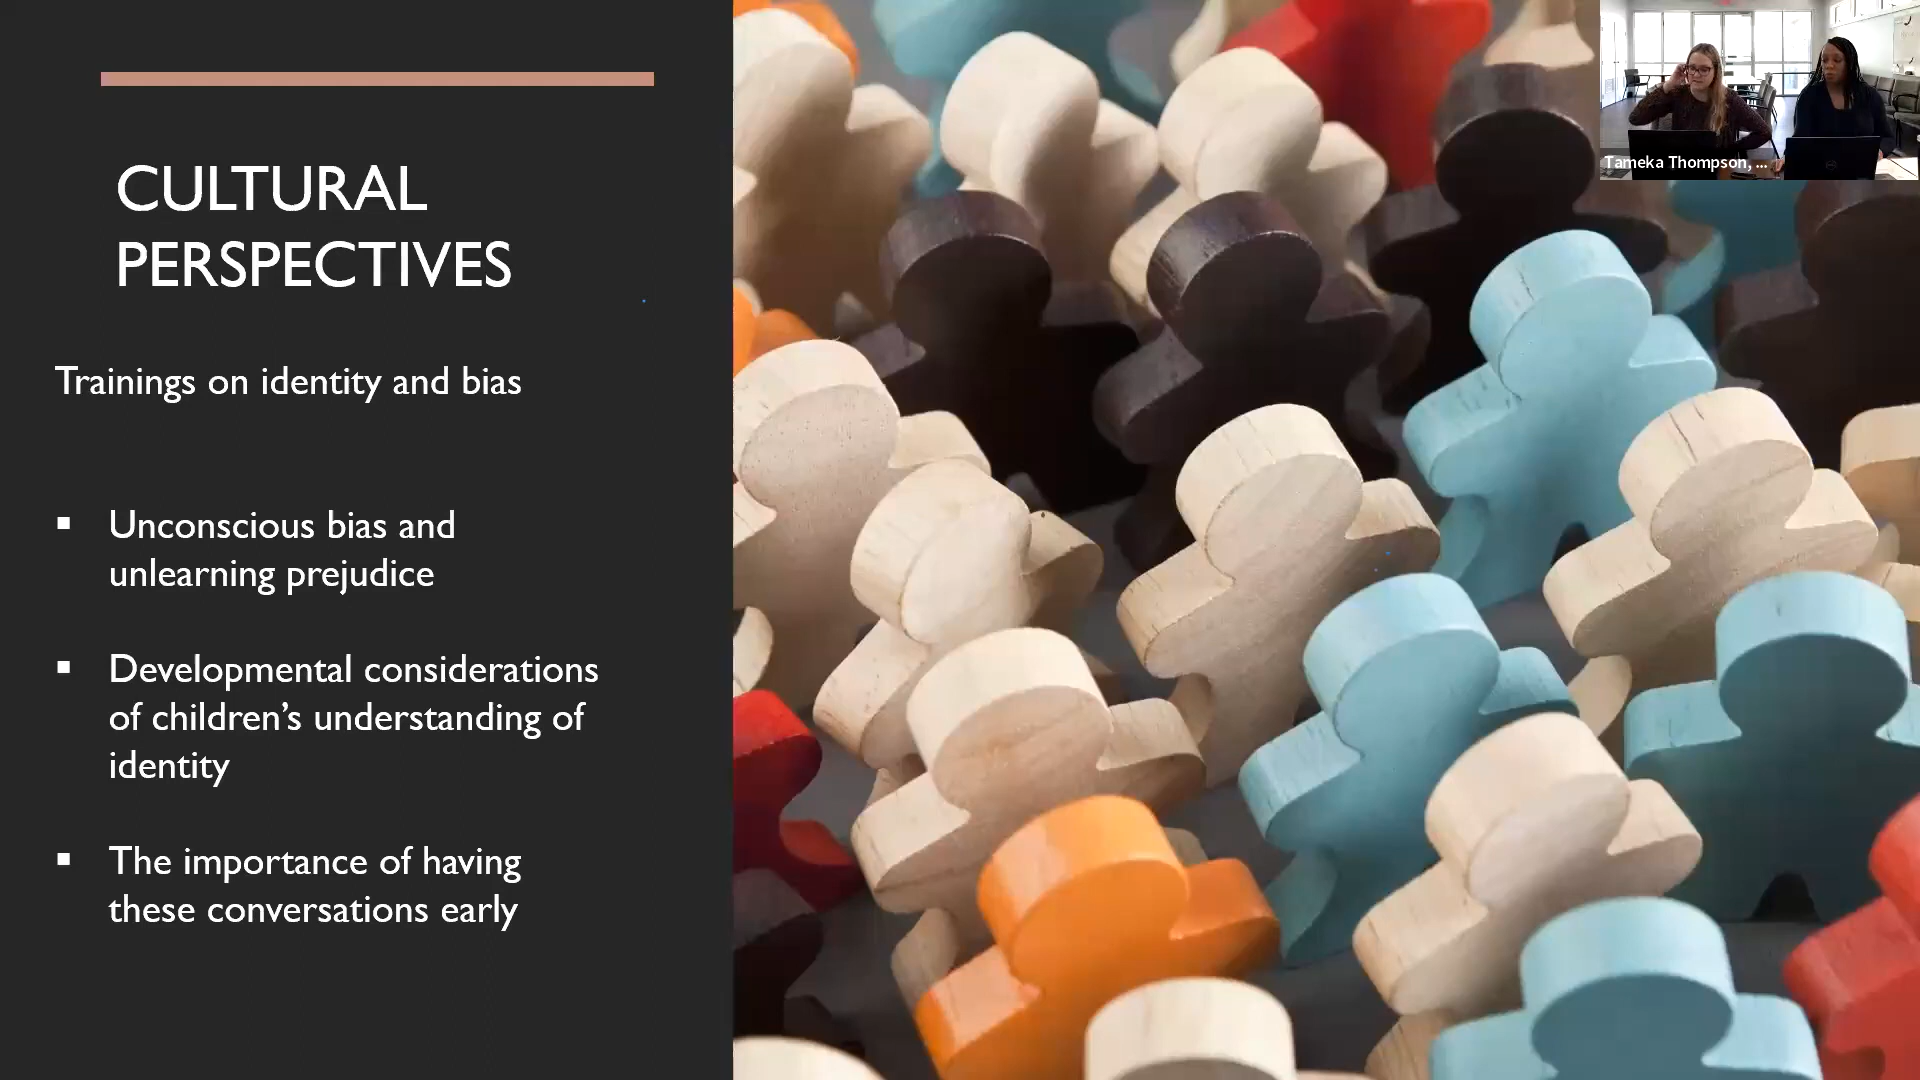 CULTURAL
PERSPECTIVES
Trainings on identity and bias
▪ Unconscious bias and
unlearning prejudice
▪ Developmental considerations
of children’s understanding of
identity
▪ The importance of having
these conversations early
Tameka Thompson, ...